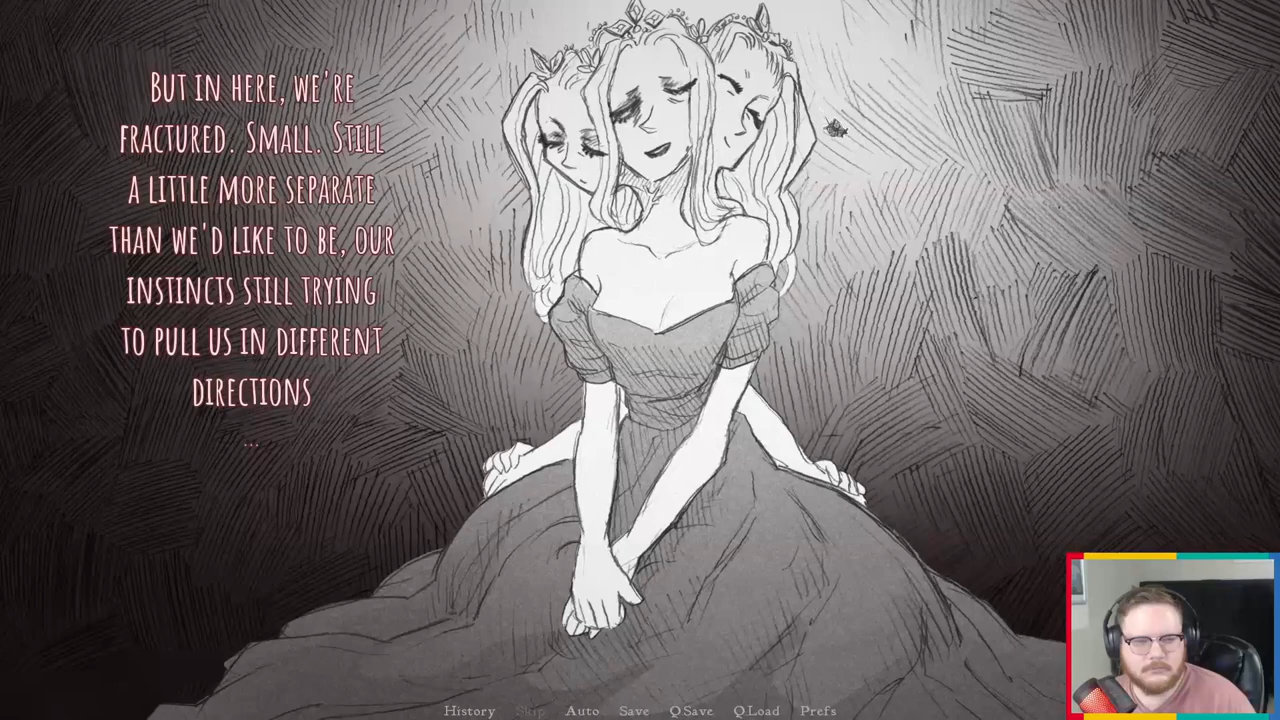 BUT IN HERE, WE'RE
FRACTURED. SMALL. STILL
A LITTLE MORE SEPARATE
THAN WE'D LIKE TO BE, OUR
INSTINCTS STILL TRYING
TO PULL US IN DIFFERENT
DIRECTIONS
...
History Skip Auto Save Q.Save Q.Load Prefs